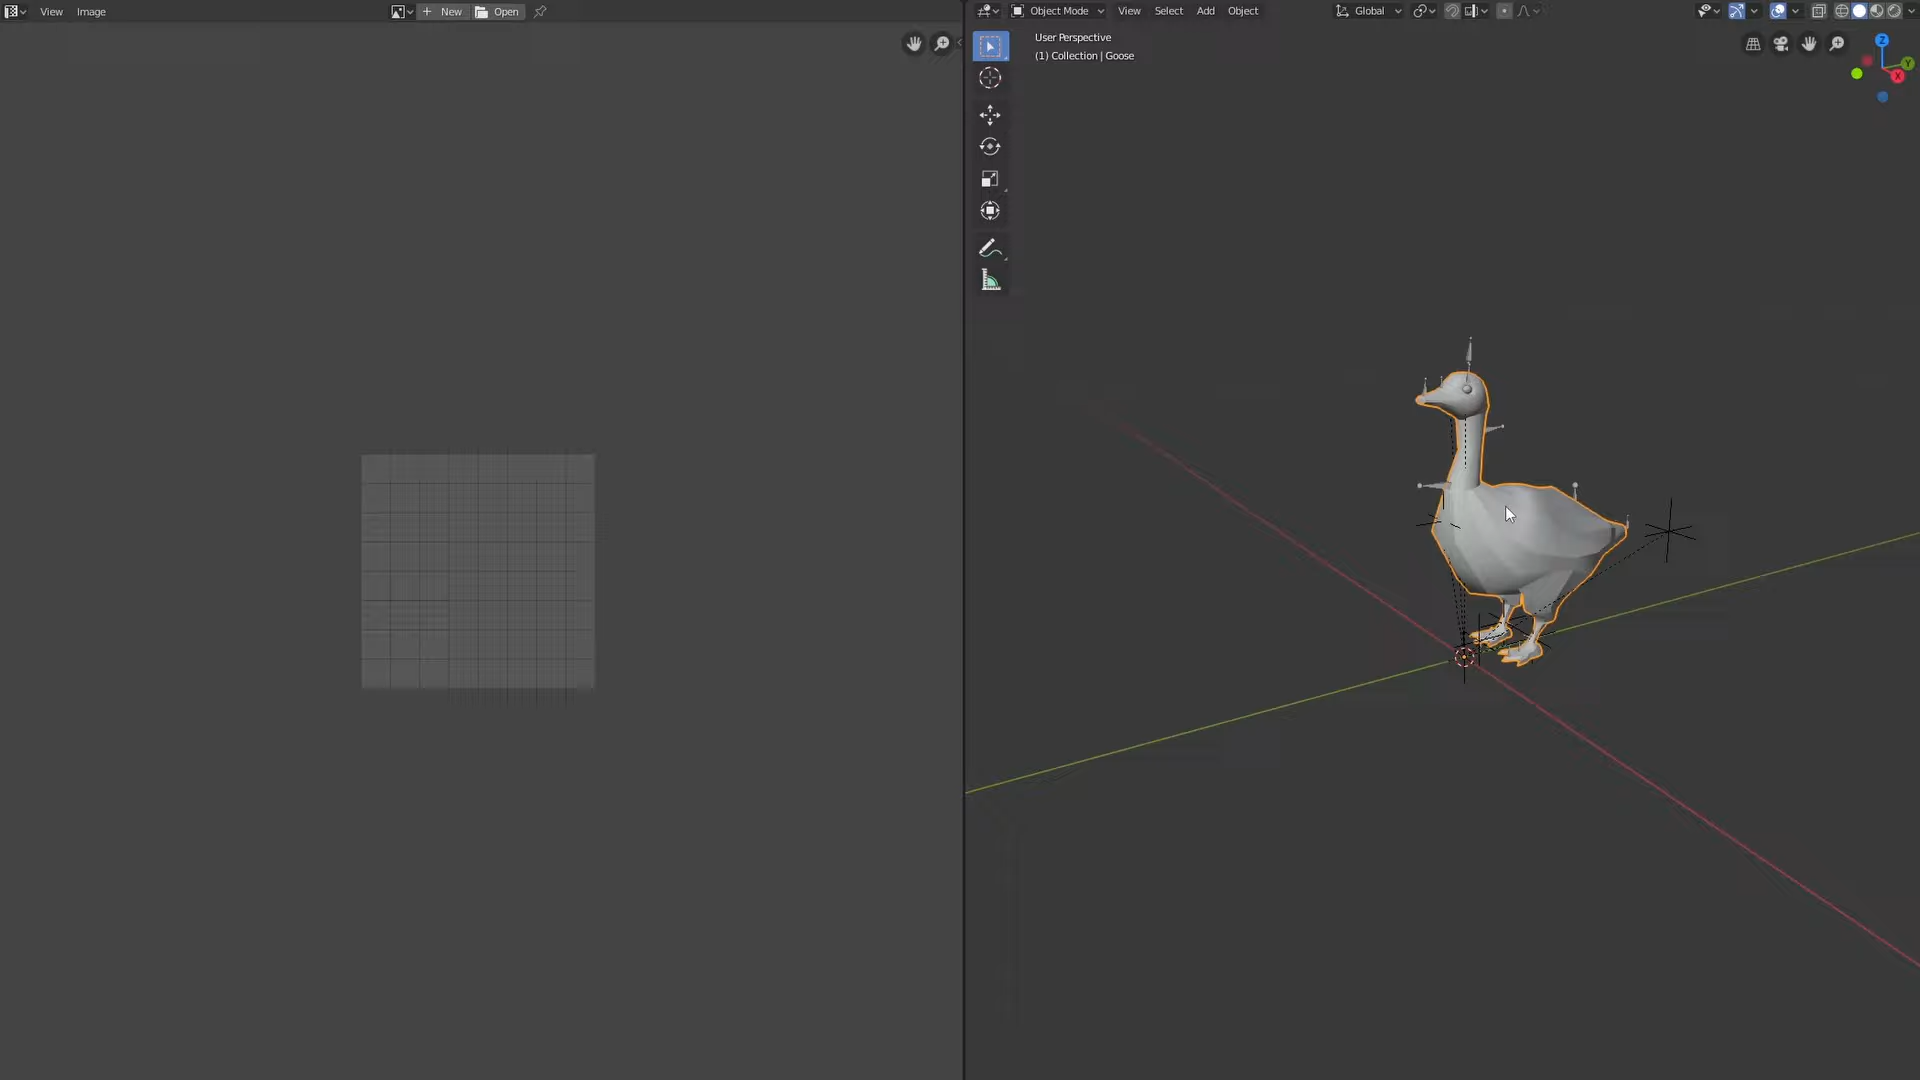 View Image New Open
Object Mode View Select Add Object Global
User Perspective
(1) Collection | Goose
Z
Y
X